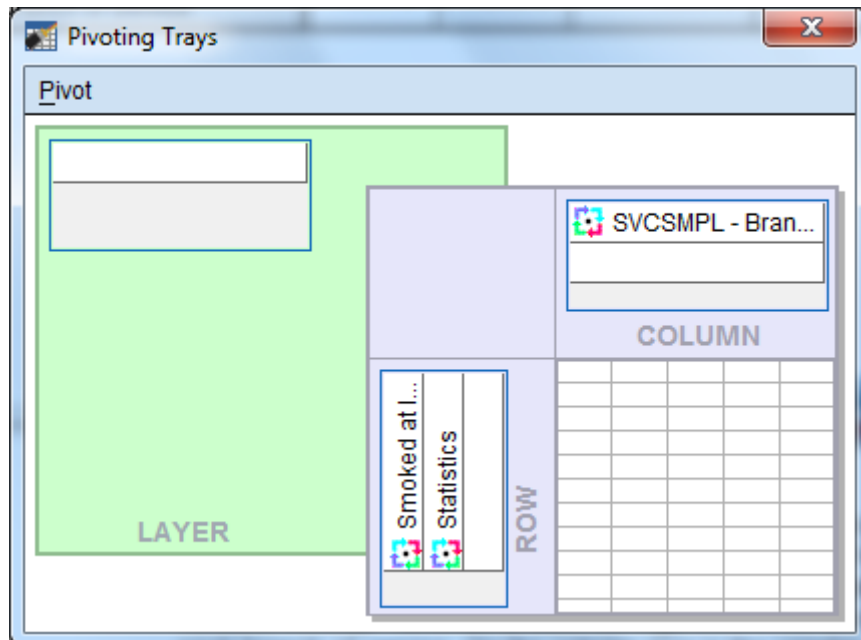 Pivoting Trays
Pivot
SVCSMPL - Bran...
COLUMN
Smoked at l...
Statistics
ROW
LAYER